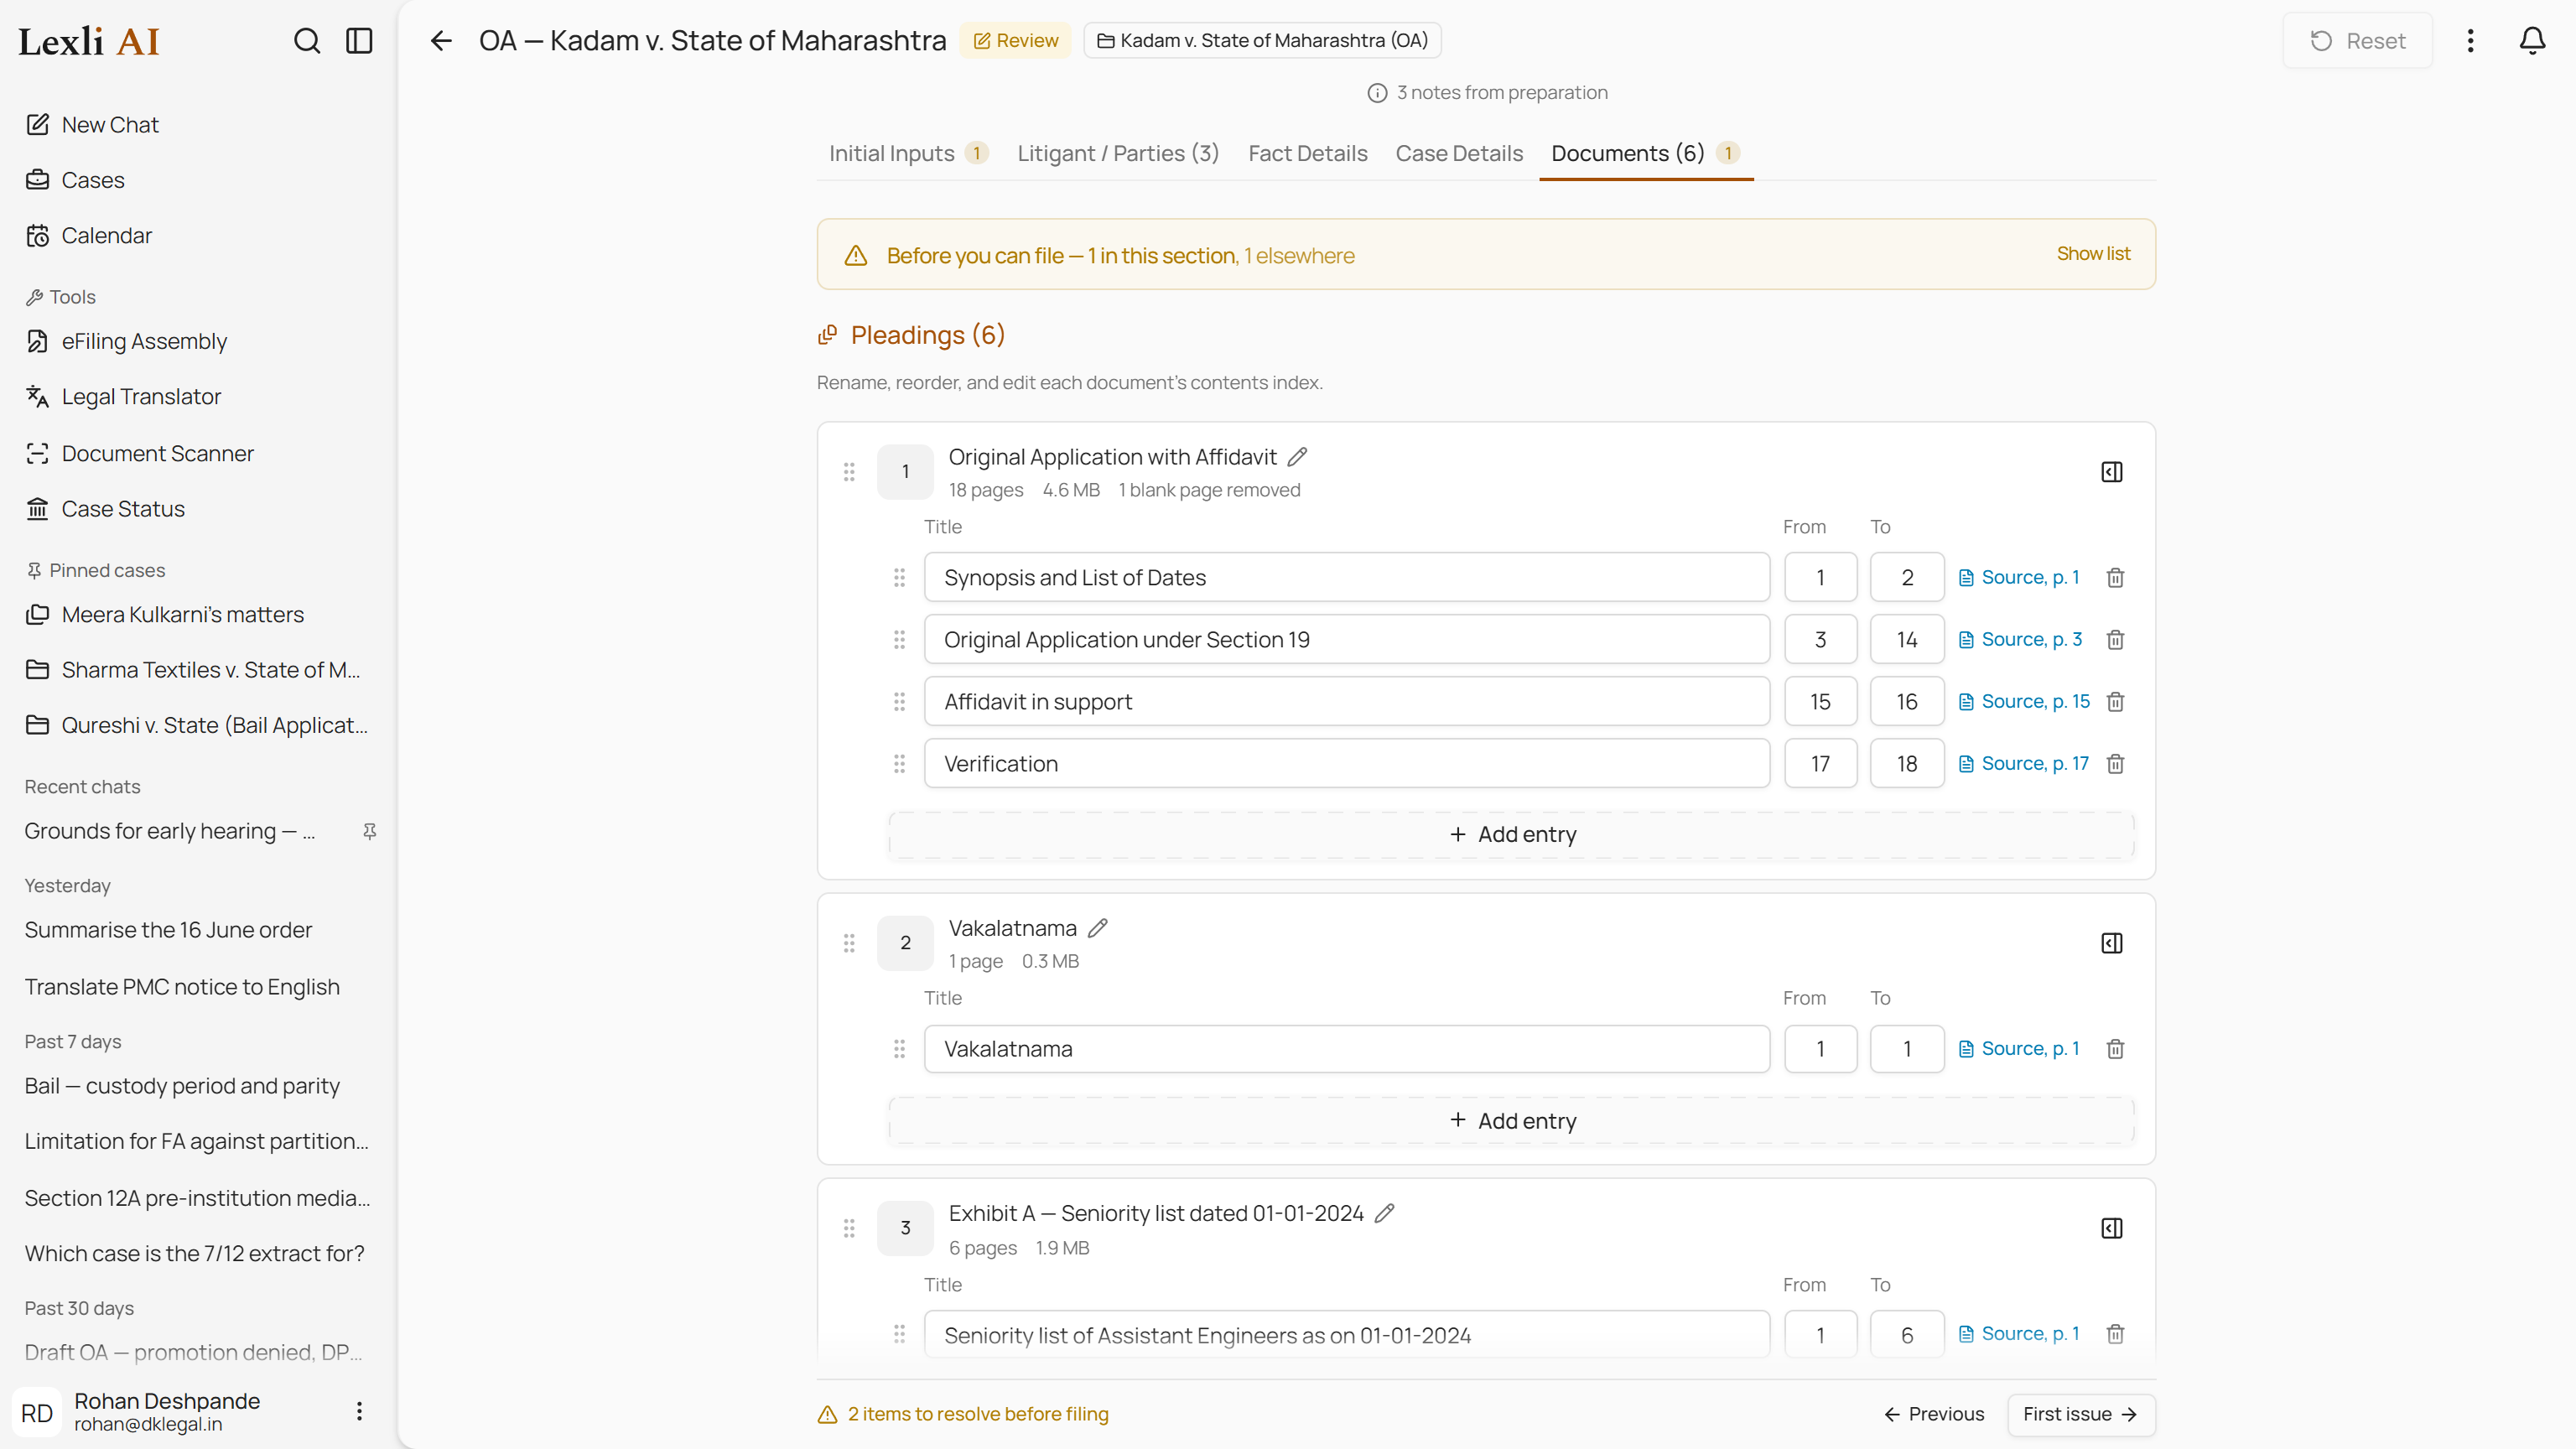 Lexli AI
New Chat
Cases
Calendar
Tools
eFiling Assembly
Legal Translator
Document Scanner
Case Status
Pinned cases
Meera Kulkarni's matters
Sharma Textiles v. State of M...
Qureshi v. State (Bail Applicat...
Recent chats
Grounds for early hearing — ...
Yesterday
Summarise the 16 June order
Translate PMC notice to English
Past 7 days
Bail — custody period and parity
Limitation for FA against partition...
Section 12A pre-institution media...
Which case is the 7/12 extract for?
Past 30 days
Draft OA — promotion denied, DP...
RD
Rohan Deshpande
rohan@dklegal.in
OA — Kadam v. State of Maharashtra
Review
Kadam v. State of Maharashtra (OA)
Reset
3 notes from preparation
Initial Inputs 1 Litigant / Parties (3) Fact Details Case Details Documents (6) 1
Before you can file — 1 in this section, 1 elsewhere
Show list
Pleadings (6)
Rename, reorder, and edit each document's contents index.
1
Original Application with Affidavit
18 pages 4.6 MB 1 blank page removed
Title From To
Synopsis and List of Dates 1 2 Source, p. 1
Original Application under Section 19 3 14 Source, p. 3
Affidavit in support 15 16 Source, p. 15
Verification 17 18 Source, p. 17
+ Add entry
2
Vakalatnama
1 page 0.3 MB
Title From To
Vakalatnama 1 1 Source, p. 1
+ Add entry
3
Exhibit A — Seniority list dated 01-01-2024
6 pages 1.9 MB
Title From To
Seniority list of Assistant Engineers as on 01-01-2024 1 6 Source, p. 1
2 items to resolve before filing
Previous
First issue